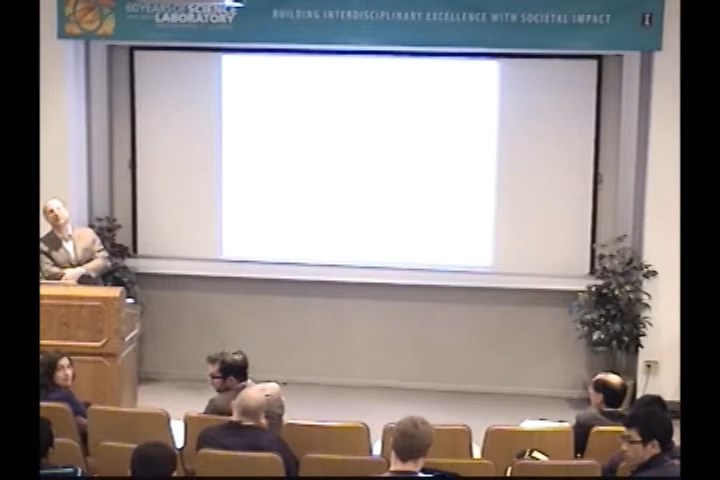 60 YEARS OF SCIENCE
LABORATORY
BUILDING INTERDISCIPLINARY EXCELLENCE WITH SOCIETAL IMPACT
I